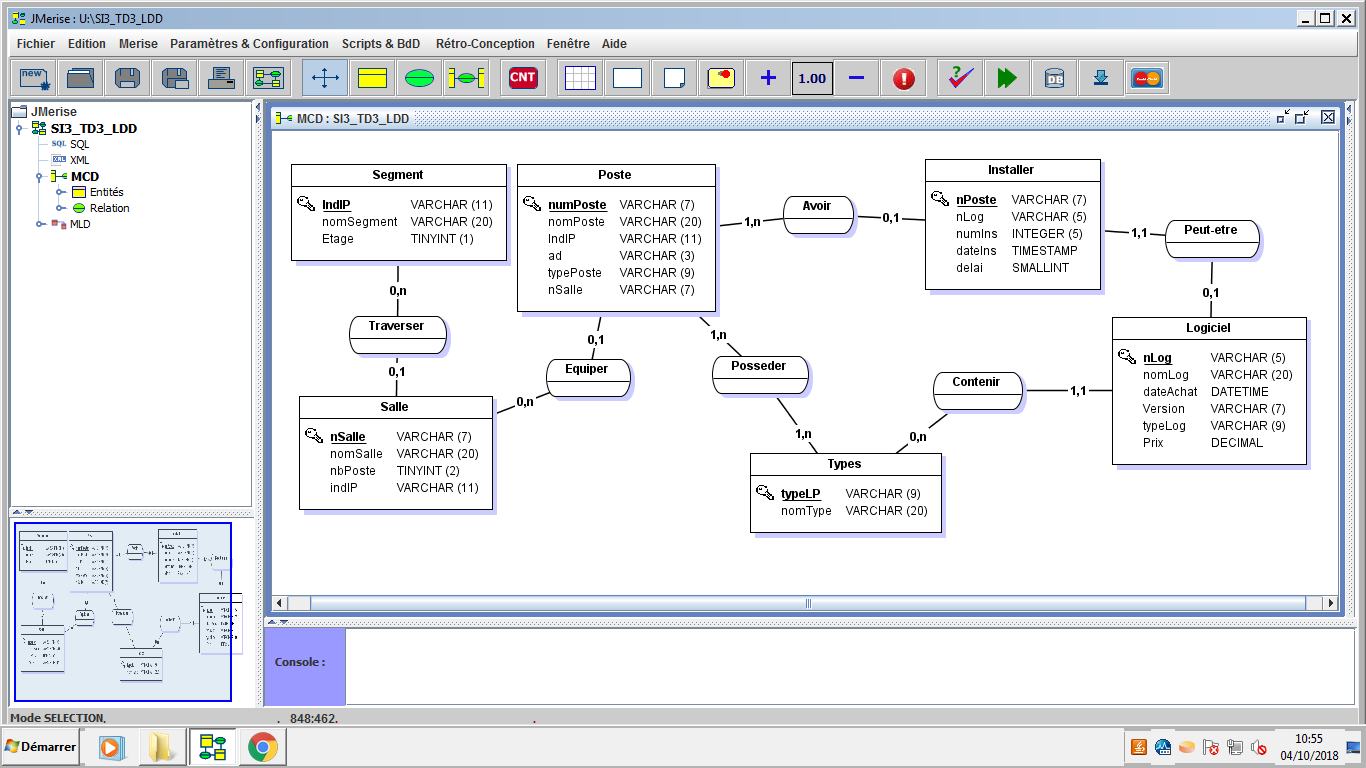 JMerise : U:\SI3_TD3_LDD
Fichier Edition Merise Paramètres & Configuration Scripts & BdD Rétro-Conception Fenêtre Aide
new CNT 1.00 DB
JMerise
SI3_TD3_LDD
SQL SQL
XML XML
MCD
Entités
Relation
MLD
MCD : SI3_TD3_LDD
Segment
IndIP VARCHAR (11)
nomSegment VARCHAR (20)
Etage TINYINT (1)
Poste
numPoste VARCHAR (7)
nomPoste VARCHAR (20)
IndIP VARCHAR (11)
ad VARCHAR (3)
typePoste VARCHAR (9)
nSalle VARCHAR (7)
1,n
Avoir
0,1
Installer
nPoste VARCHAR (7)
nLog VARCHAR (5)
numIns INTEGER (5)
dateIns TIMESTAMP
delai SMALLINT
1,1
Peut-etre
0,1
0,n
Traverser
0,1
0,1
Equiper
0,n
1,n
Posseder
1,n
Contenir
1,1
0,n
Logiciel
nLog VARCHAR (5)
nomLog VARCHAR (20)
dateAchat DATETIME
Version VARCHAR (7)
typeLog VARCHAR (9)
Prix DECIMAL
Salle
nSalle VARCHAR (7)
nomSalle VARCHAR (20)
nbPoste TINYINT (2)
indIP VARCHAR (11)
Types
typeLP VARCHAR (9)
nomType VARCHAR (20)
Console :
Mode SELECTION. . 848:462. .
Démarrer
10:55
04/10/2018